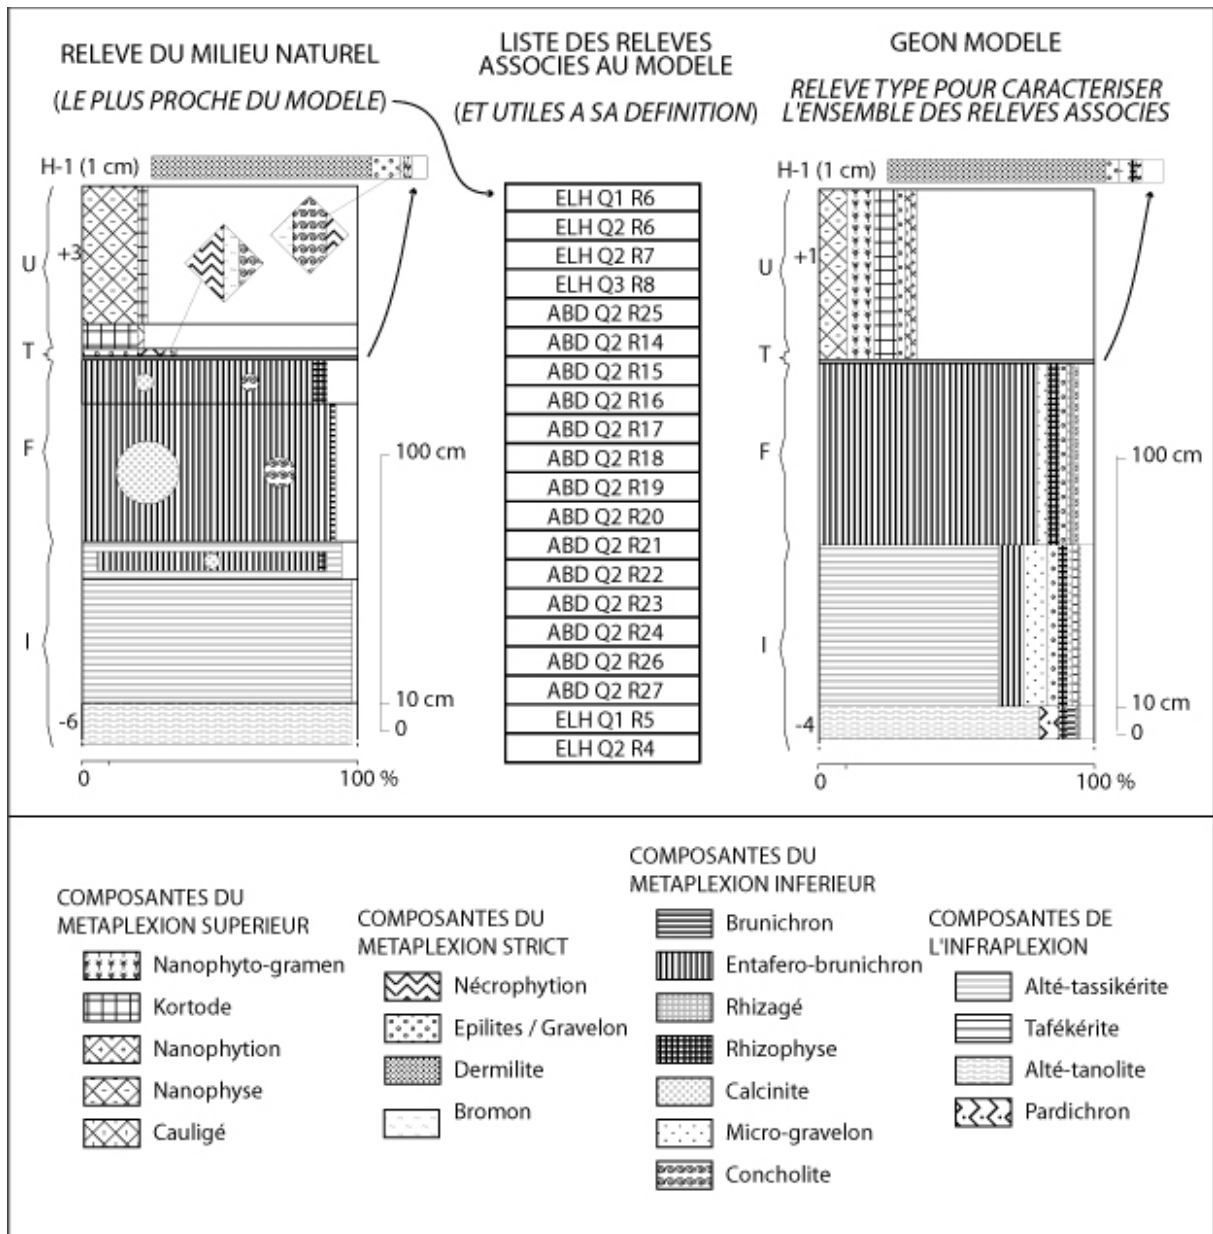 RELEVE DU MILIEU NATUREL
(LE PLUS PROCHE DU MODELE)
LISTE DES RELEVES
ASSOCIES AU MODELE
(ET UTILES A SA DEFINITION)
GEON MODELE
RELEVE TYPE POUR CARACTERISER
L'ENSEMBLE DES RELEVES ASSOCIES
H-1 (1 cm)
U
+3
T
F
I
-6
100 cm
10 cm
0
0
100 %
ELH Q1 R6
ELH Q2 R6
ELH Q2 R7
ELH Q3 R8
ABD Q2 R25
ABD Q2 R14
ABD Q2 R15
ABD Q2 R16
ABD Q2 R17
ABD Q2 R18
ABD Q2 R19
ABD Q2 R20
ABD Q2 R21
ABD Q2 R22
ABD Q2 R23
ABD Q2 R24
ABD Q2 R26
ABD Q2 R27
ELH Q1 R5
ELH Q2 R4
H-1 (1 cm)
U
+1
T
F
I
-4
100 cm
10 cm
0
0
100 %
COMPOSANTES DU
METAPLEXION SUPERIEUR
Nanophyto-gramen
Kortode
Nanophytion
Nanophyse
Cauligé
COMPOSANTES DU
METAPLEXION STRICT
Nécrophytion
Epilites / Gravelon
Dermilite
Bromon
COMPOSANTES DU
METAPLEXION INFERIEUR
Brunichron
Entafero-brunichron
Rhizagé
Rhizophyse
Calcinite
Micro-gravelon
Concholite
COMPOSANTES DE
L'INFRAPLEXION
Alté-tassikérite
Tafékérite
Alté-tanolite
Pardichron